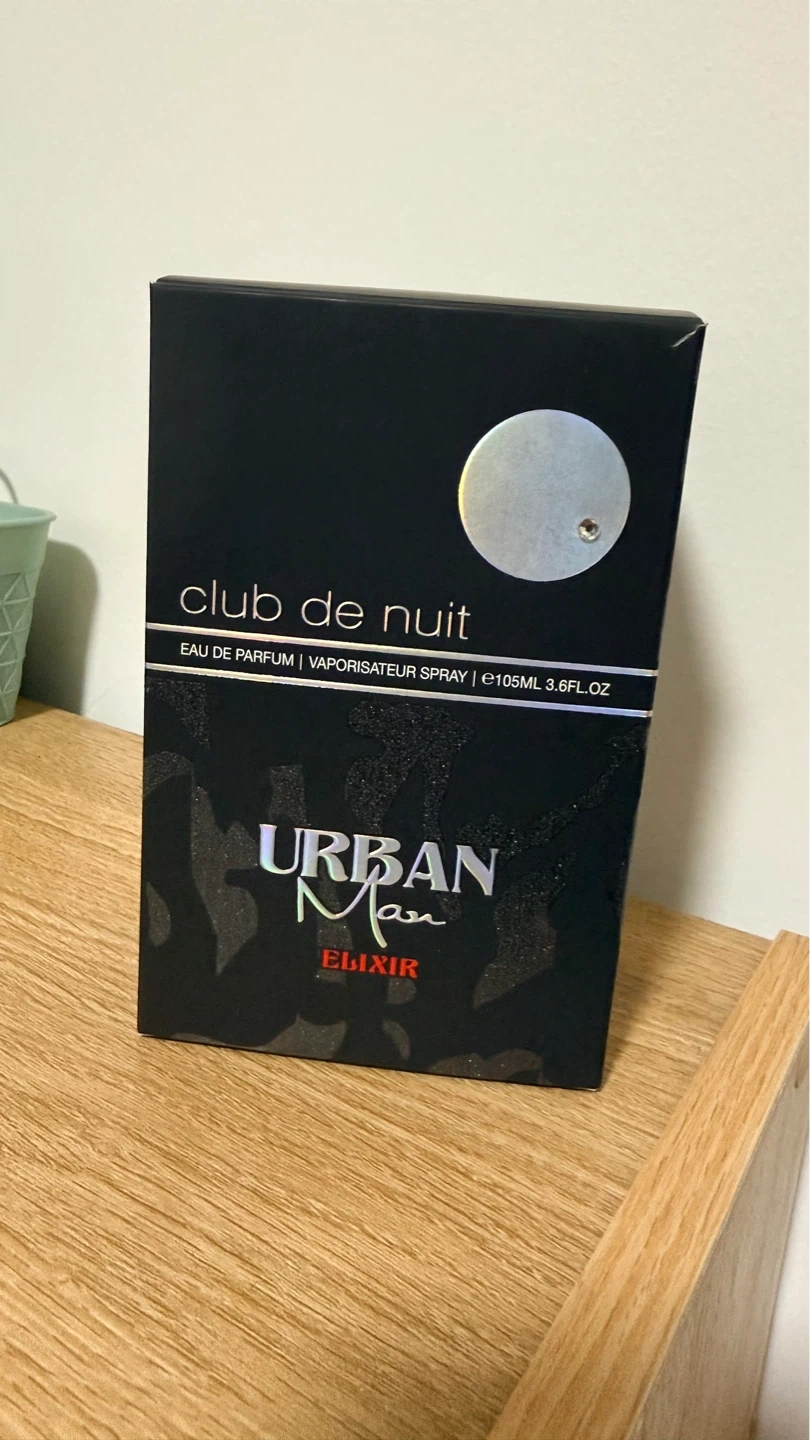 club de nuit
EAU DE PARFUM | VAPORISATEUR SPRAY | ℮105ML 3.6FL.OZ
URBAN
Man
ELIXIR